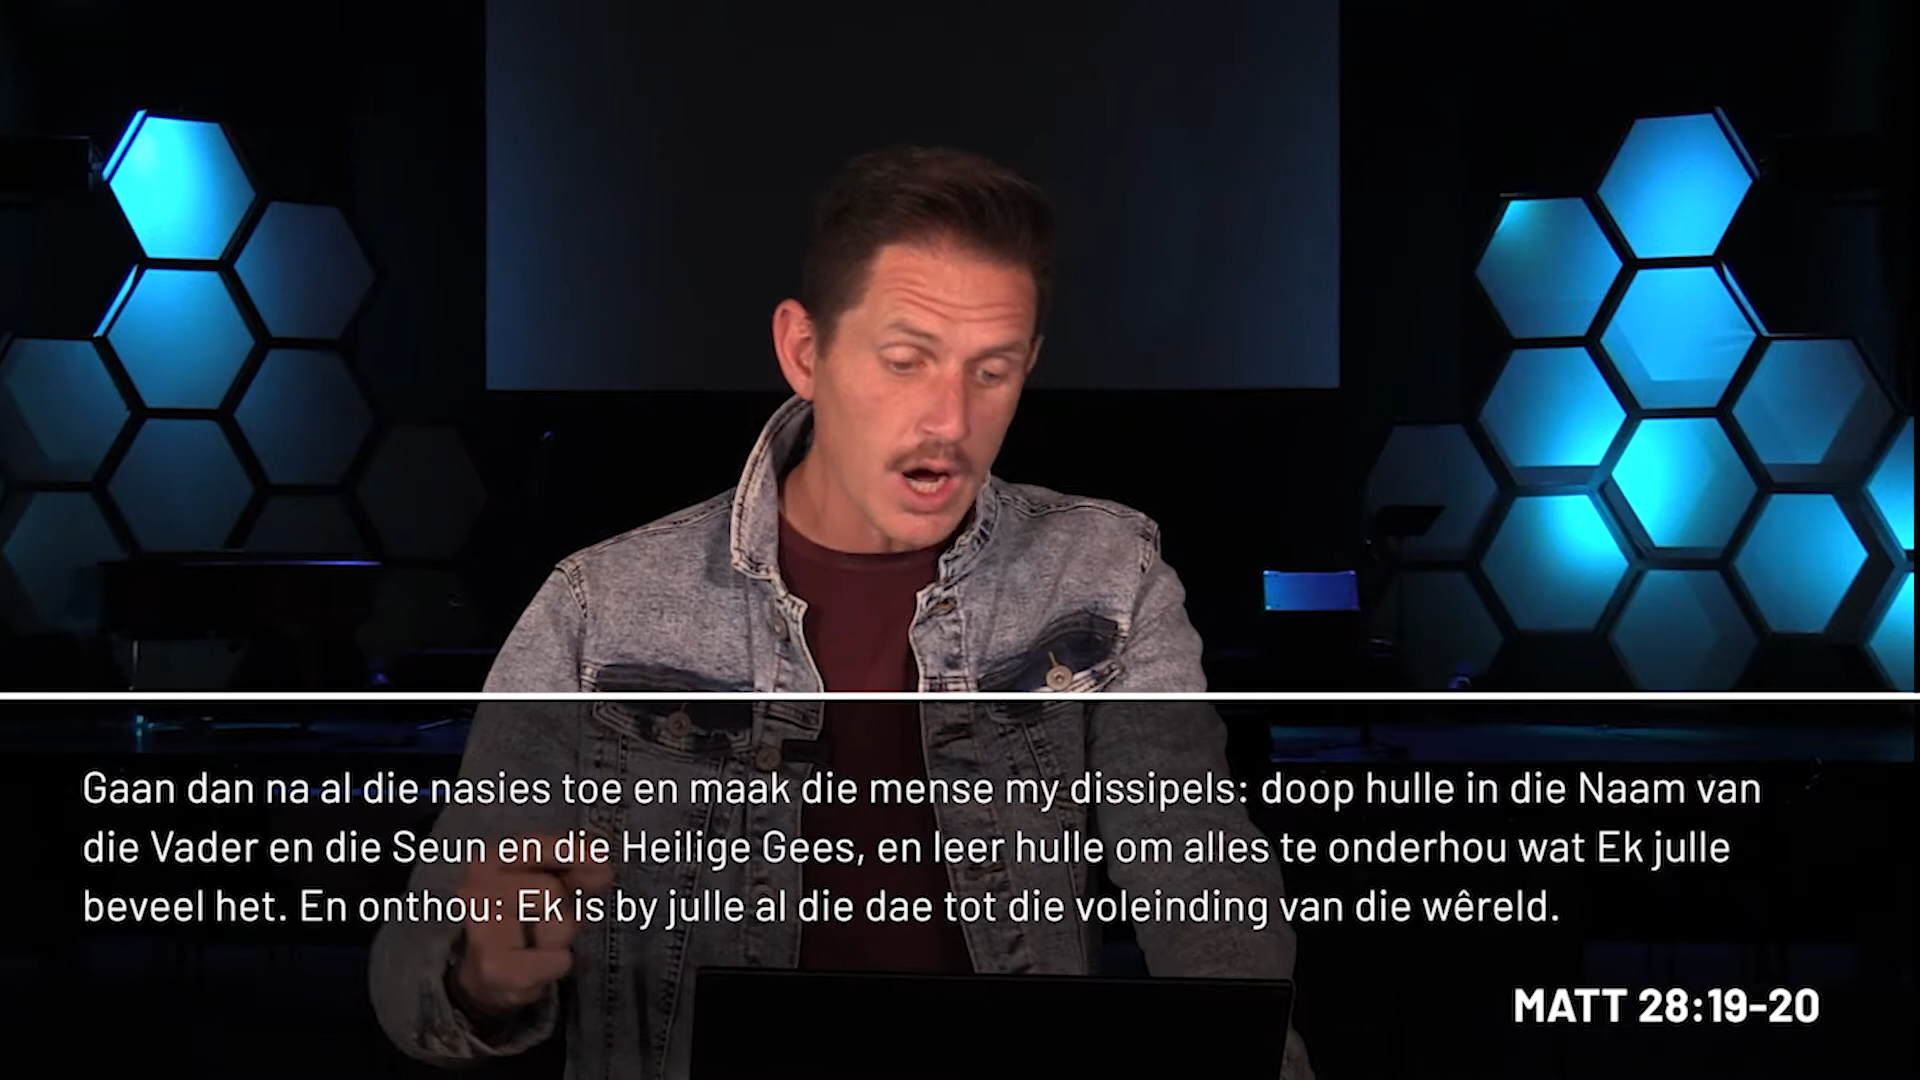 Gaan dan na al die nasies toe en maak die mense my dissipels: doop hulle in die Naam van
die Vader en die Seun en die Heilige Gees, en leer hulle om alles te onderhou wat Ek julle
beveel het. En onthou: Ek is by julle al die dae tot die voleinding van die wêreld.
MATT 28:19-20